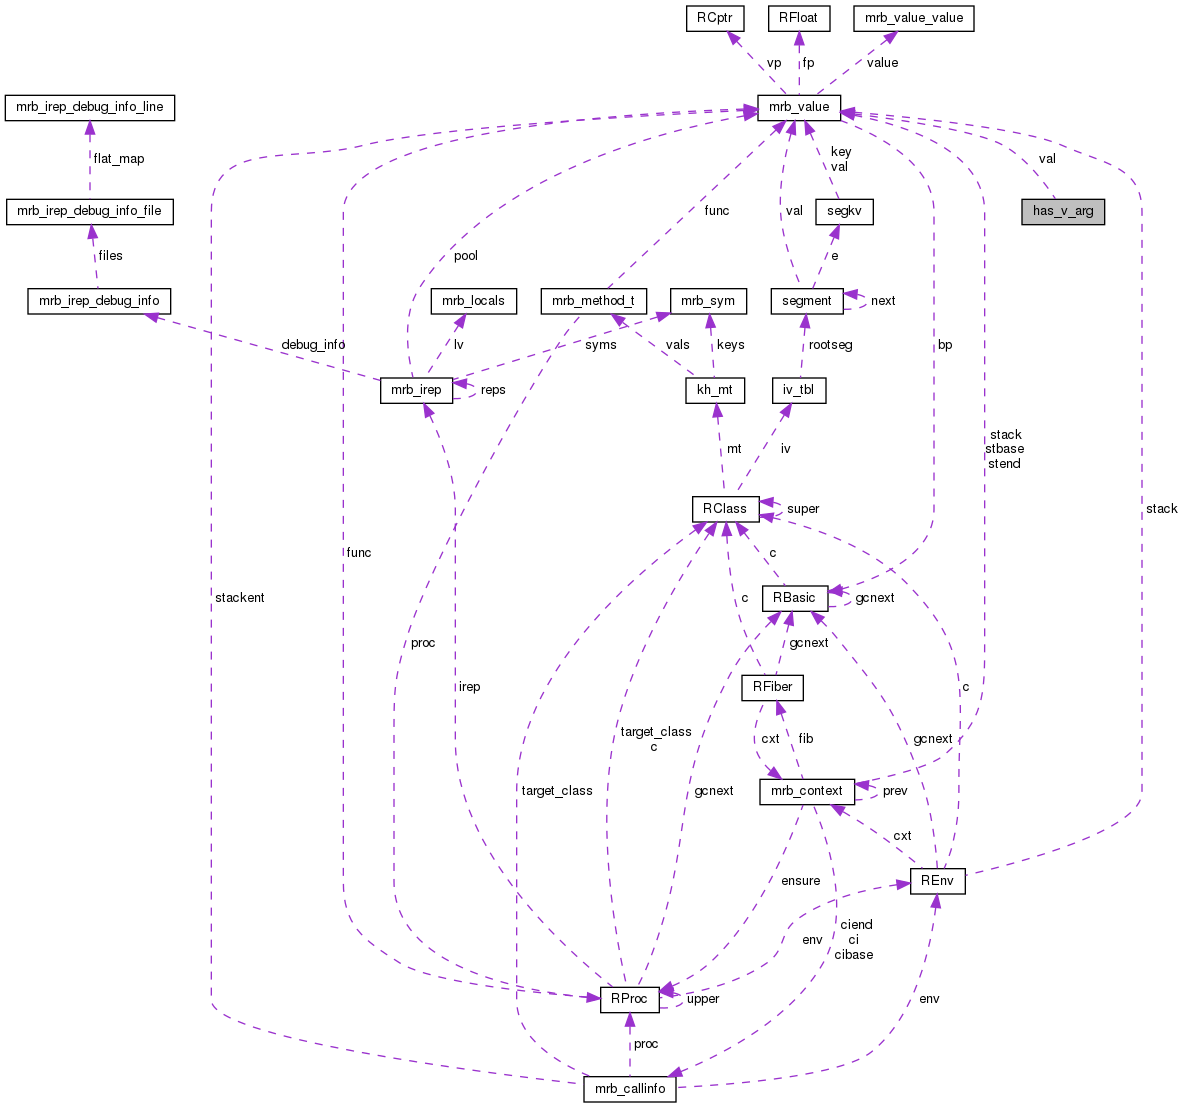 RCptr
RFloat
mrb_value_value
vp
fp
value
mrb_irep_debug_info_line
mrb_value
flat_map
key
val
val
mrb_irep_debug_info_file
func
val
segkv
has_v_arg
files
pool
e
mrb_irep_debug_info
mrb_locals
mrb_method_t
mrb_sym
segment
next
debug_info
lv
syms
vals
keys
rootseg
bp
mrb_irep
reps
kh_mt
iv_tbl
stack
stbase
stend
mt
iv
RClass
super
stack
func
c
stackent
RBasic
gcnext
c
proc
gcnext
irep
RFiber
c
target_class
c
cxt
fib
gcnext
target_class
gcnext
mrb_context
prev
cxt
ensure
REnv
env
ciend
ci
cibase
RProc
upper
env
proc
mrb_callinfo